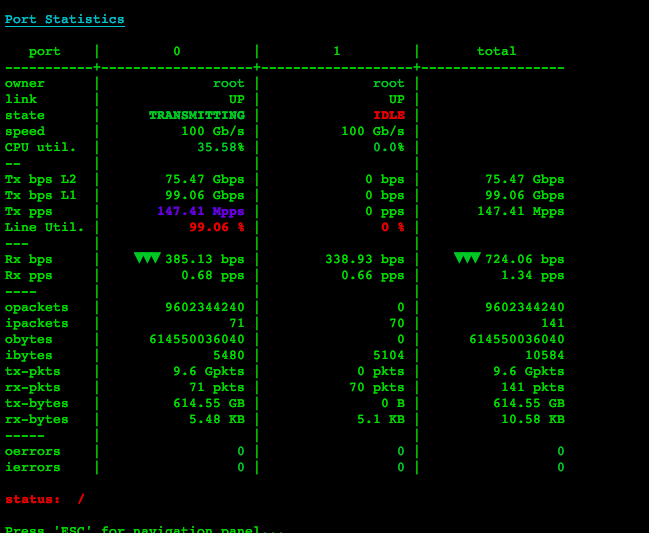 Port Statistics
port | 0 | 1 | total
-----------+-------------------+-------------------+------------------
owner | root | root |
link | UP | UP |
state | TRANSMITTING | IDLE |
speed | 100 Gb/s | 100 Gb/s |
CPU util. | 35.58% | 0.0% |
-- | | |
Tx bps L2 | 75.47 Gbps | 0 bps | 75.47 Gbps
Tx bps L1 | 99.06 Gbps | 0 bps | 99.06 Gbps
Tx pps | 147.41 Mpps | 0 pps | 147.41 Mpps
Line Util. | 99.06 % | 0 % |
--- | | |
Rx bps | ▼▼▼ 385.13 bps | 338.93 bps | ▼▼▼ 724.06 bps
Rx pps | 0.68 pps | 0.66 pps | 1.34 pps
---- | | |
opackets | 9602344240 | 0 | 9602344240
ipackets | 71 | 70 | 141
obytes | 614550036040 | 0 | 614550036040
ibytes | 5480 | 5104 | 10584
tx-pkts | 9.6 Gpkts | 0 pkts | 9.6 Gpkts
rx-pkts | 71 pkts | 70 pkts | 141 pkts
tx-bytes | 614.55 GB | 0 B | 614.55 GB
rx-bytes | 5.48 KB | 5.1 KB | 10.58 KB
----- | | |
oerrors | 0 | 0 | 0
ierrors | 0 | 0 | 0
status: /
Press 'ESC' for navigation panel...